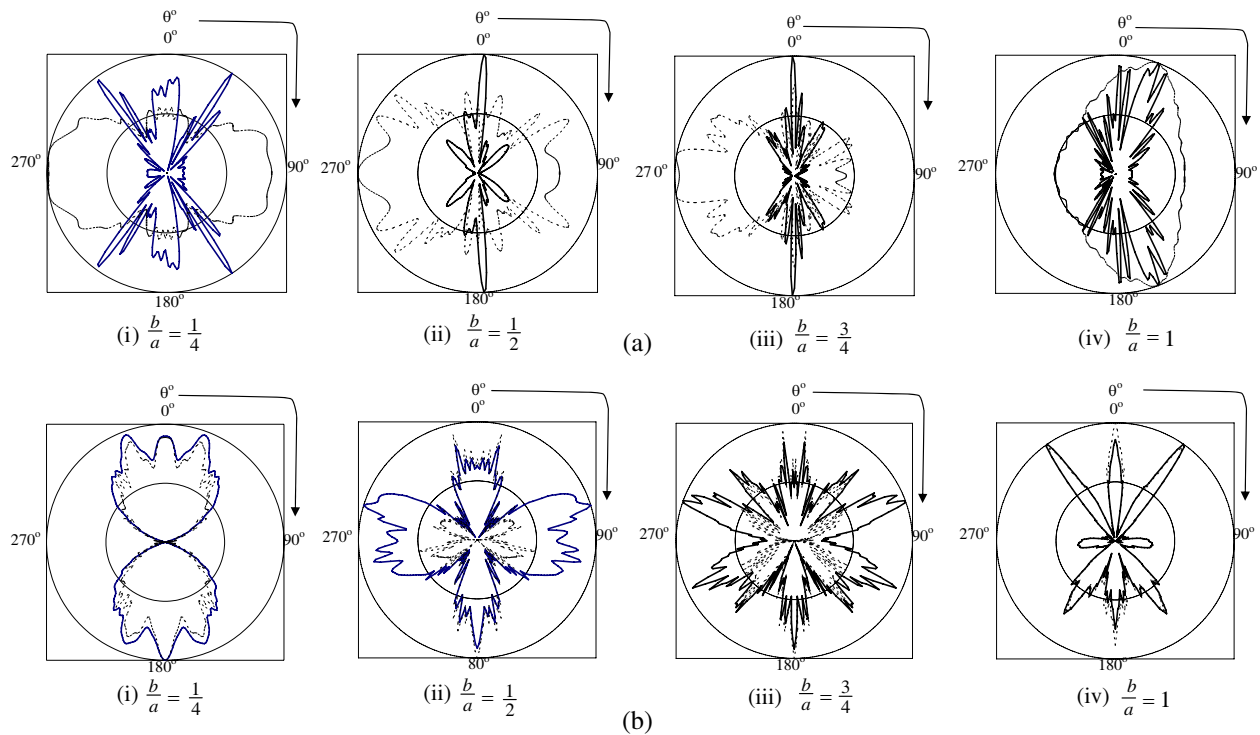 θ° θ° θ° θ°
0° 0° 0° 0°
270° 90° 270° 90° 27 0° 90° 270° 90°
180° 180° 180° 180°
(i) b/a = 1/4 (ii) b/a = 1/2 (iii) b/a = 3/4 (iv) b/a = 1
(a)
θ° θ° θ° θ°
0° 0° 0° 0°
270° 90° 270° 90° 270° 90° 270° 90°
180° 80° 180° 180°
(i) b/a = 1/4 (ii) b/a = 1/2 (iii) b/a = 3/4 (iv) b/a = 1
(b)